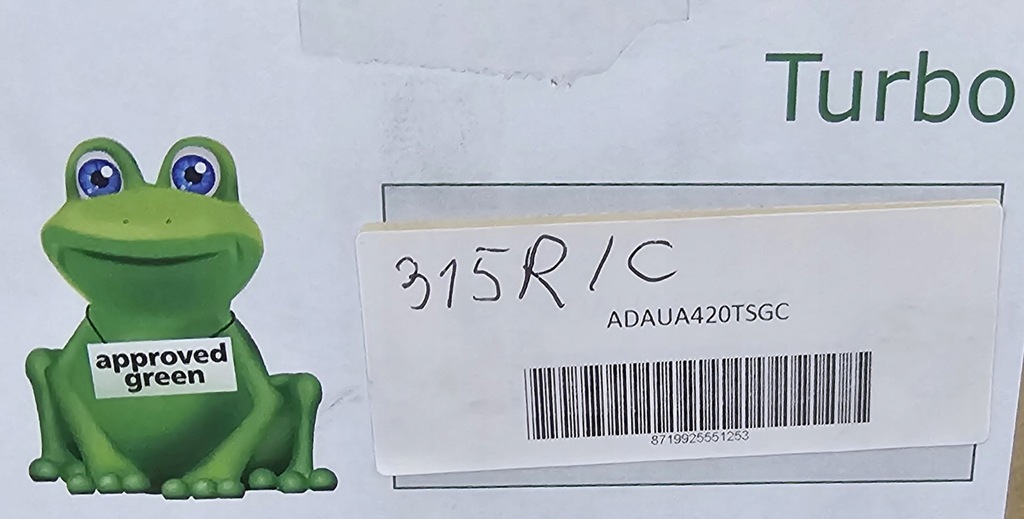 Turbo
315R/C
ADAUA420TSGC
8719925551253
approved
green